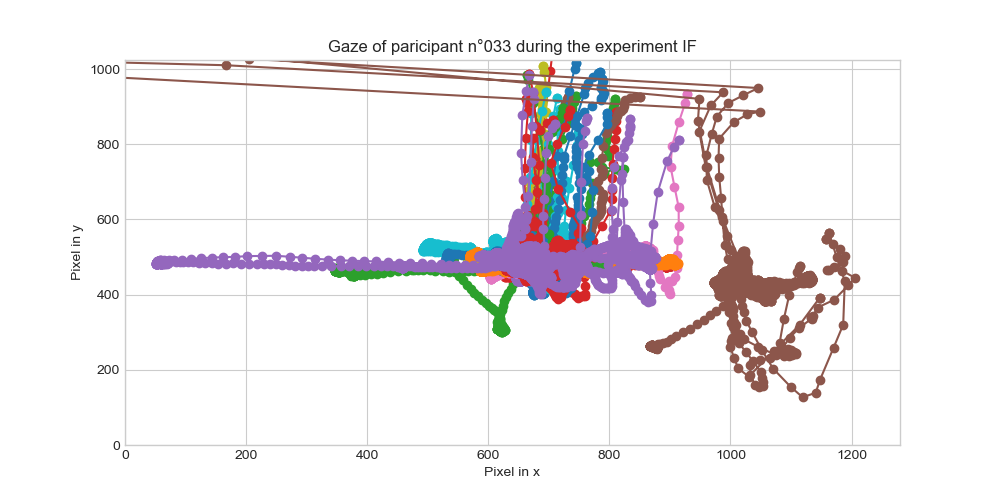 Gaze of paricipant n°033 during the experiment IF
1000
800
600
400
200
0
Pixel in y
0 200 400 600 800 1000 1200
Pixel in x